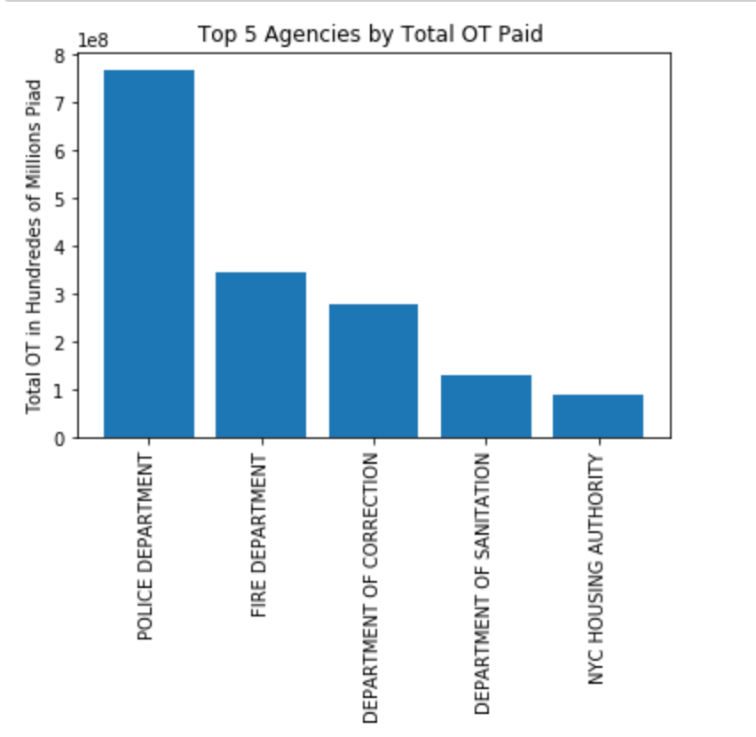 Top 5 Agencies by Total OT Paid
1e8
Total OT in Hundredes of Millions Piad
8
7
6
5
4
3
2
1
0
POLICE DEPARTMENT
FIRE DEPARTMENT
DEPARTMENT OF CORRECTION
DEPARTMENT OF SANITATION
NYC HOUSING AUTHORITY